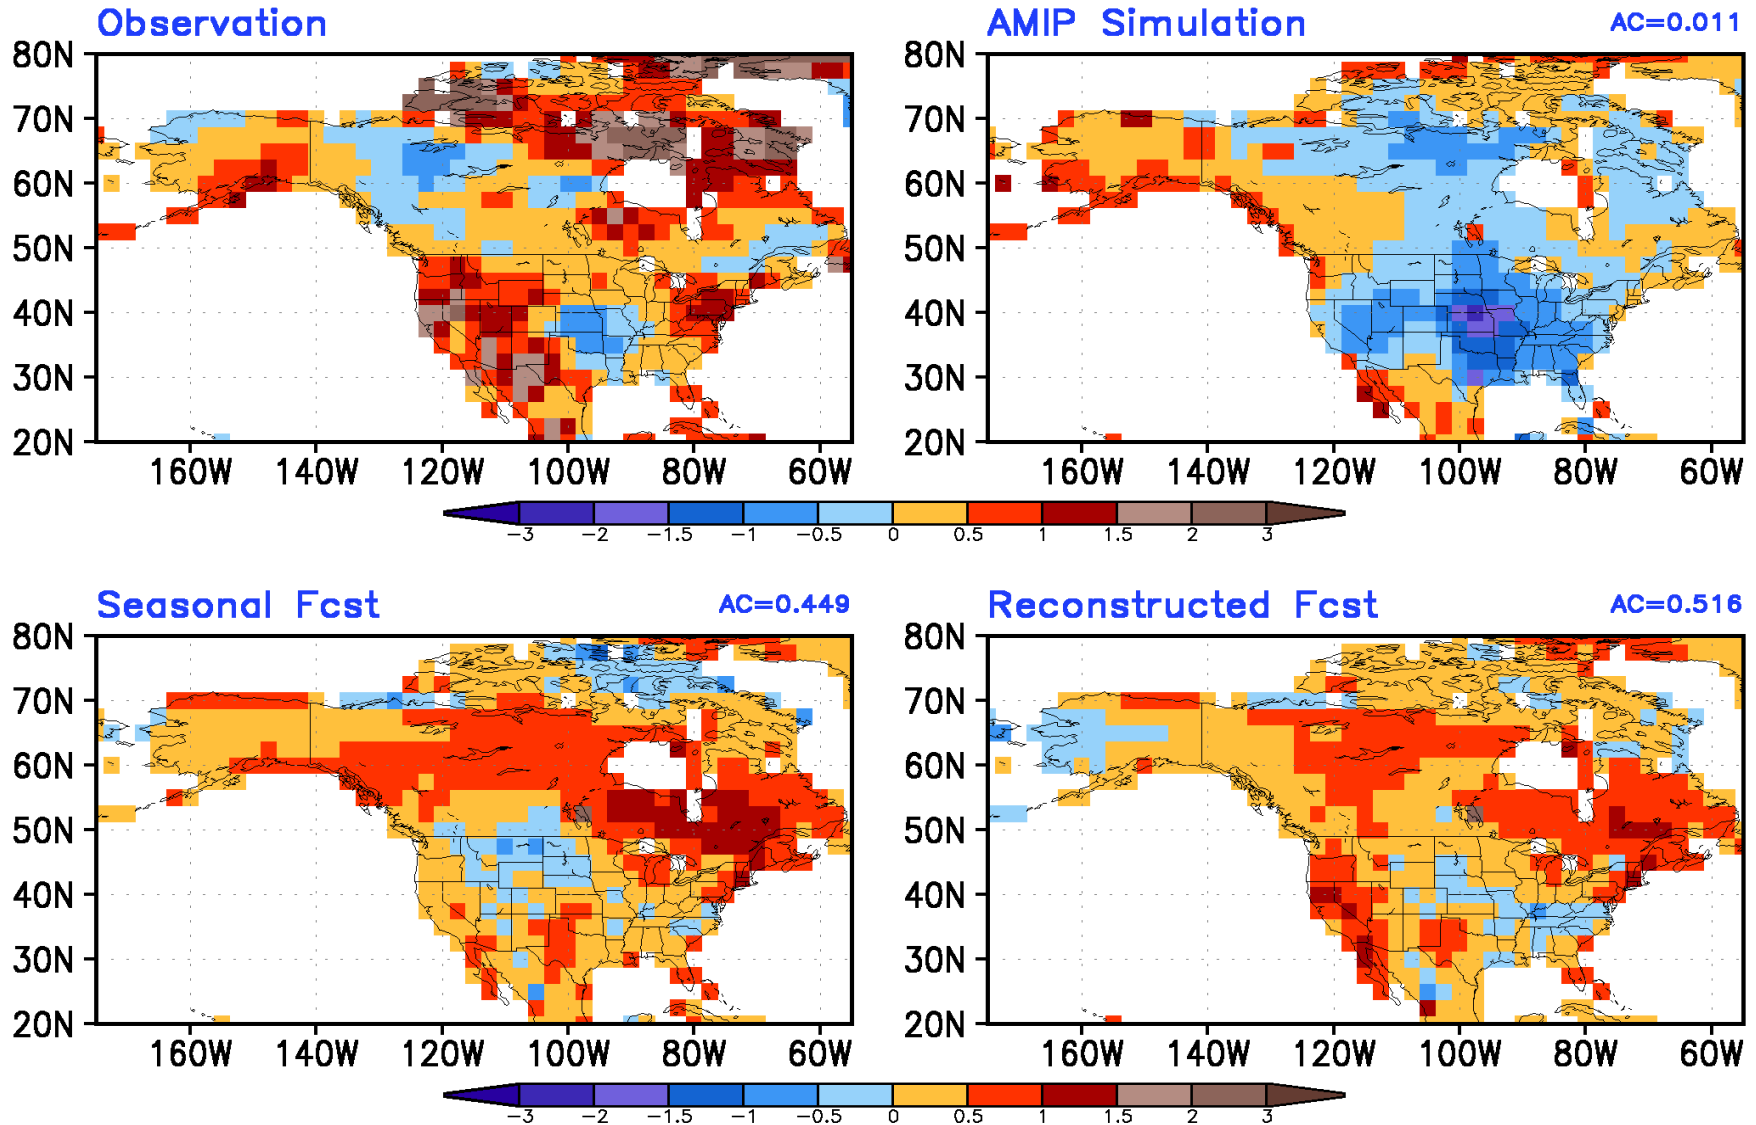 Observation
AMIP Simulation AC=0.011
80N 80N
70N 70N
60N 60N
50N 50N
40N 40N
30N 30N
20N 20N
160W 140W 120W 100W 80W 60W 160W 140W 120W 100W 80W 60W
-3 -2 -1.5 -1 -0.5 0 0.5 1 1.5 2 3
Seasonal Fcst AC=0.449
Reconstructed Fcst AC=0.516
80N 80N
70N 70N
60N 60N
50N 50N
40N 40N
30N 30N
20N 20N
160W 140W 120W 100W 80W 60W 160W 140W 120W 100W 80W 60W
-3 -2 -1.5 -1 -0.5 0 0.5 1 1.5 2 3